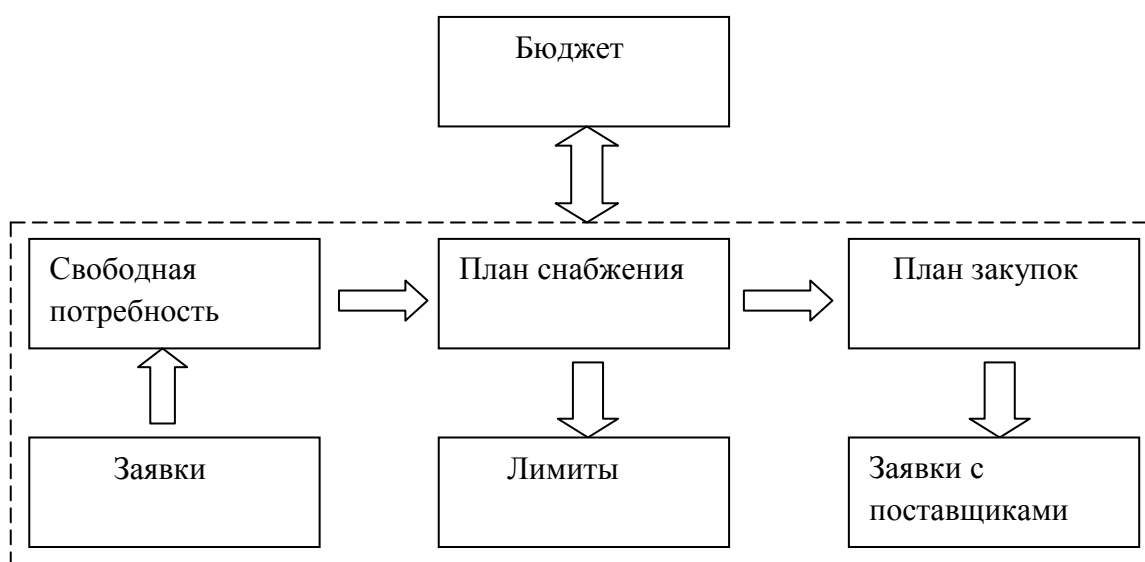 Бюджет
Свободная
потребность
План снабжения
План закупок
Заявки
Лимиты
Заявки с
поставщиками